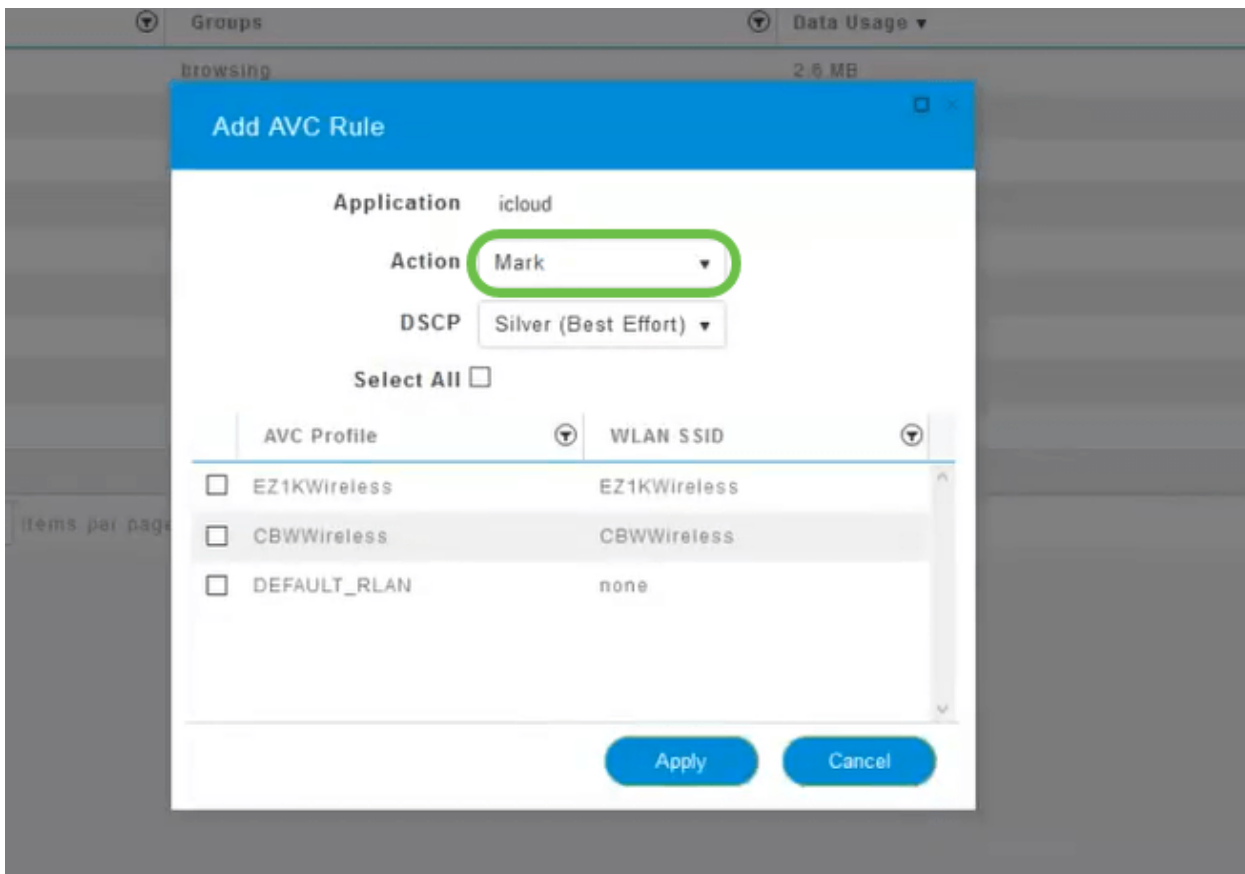 Groups Data Usage ▼
browsing 2.6 MB
Add AVC Rule
Application icloud
Action Mark
DSCP Silver (Best Effort)
Select All
AVC Profile WLAN SSID
EZ1KWireless EZ1KWireless
CBWWireless CBWWireless
DEFAULT_RLAN none
items per page
Apply Cancel